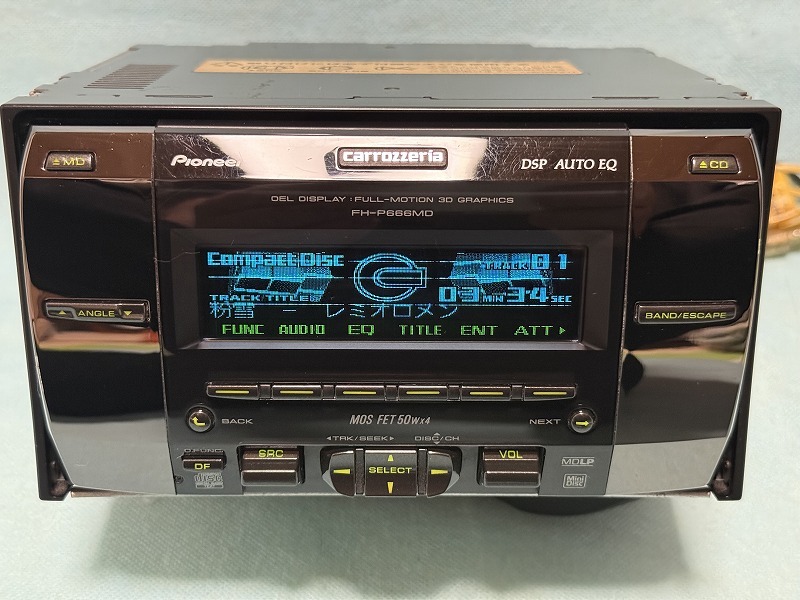 ▲MD
Pioneer
carrozzeria
DSP AUTO EQ
▲CD
OEL DISPLAY : FULL-MOTION 3D GRAPHICS
FH-P666MD
Compact Disc
TRACK 01
03 MIN 34 SEC
TRACK TITLE
粉雪 － レミオロメン
FUNC AUDIO EQ TITLE ENT ATT▶
▲ ANGLE ▼
BAND/ESCAPE
BACK
MOS FET 50W×4
NEXT
◀TRK/SEEK▶
DISC/CH
D.FUNC
DF
SRC
SELECT
VOL
MDLP
disc
Mini Disc